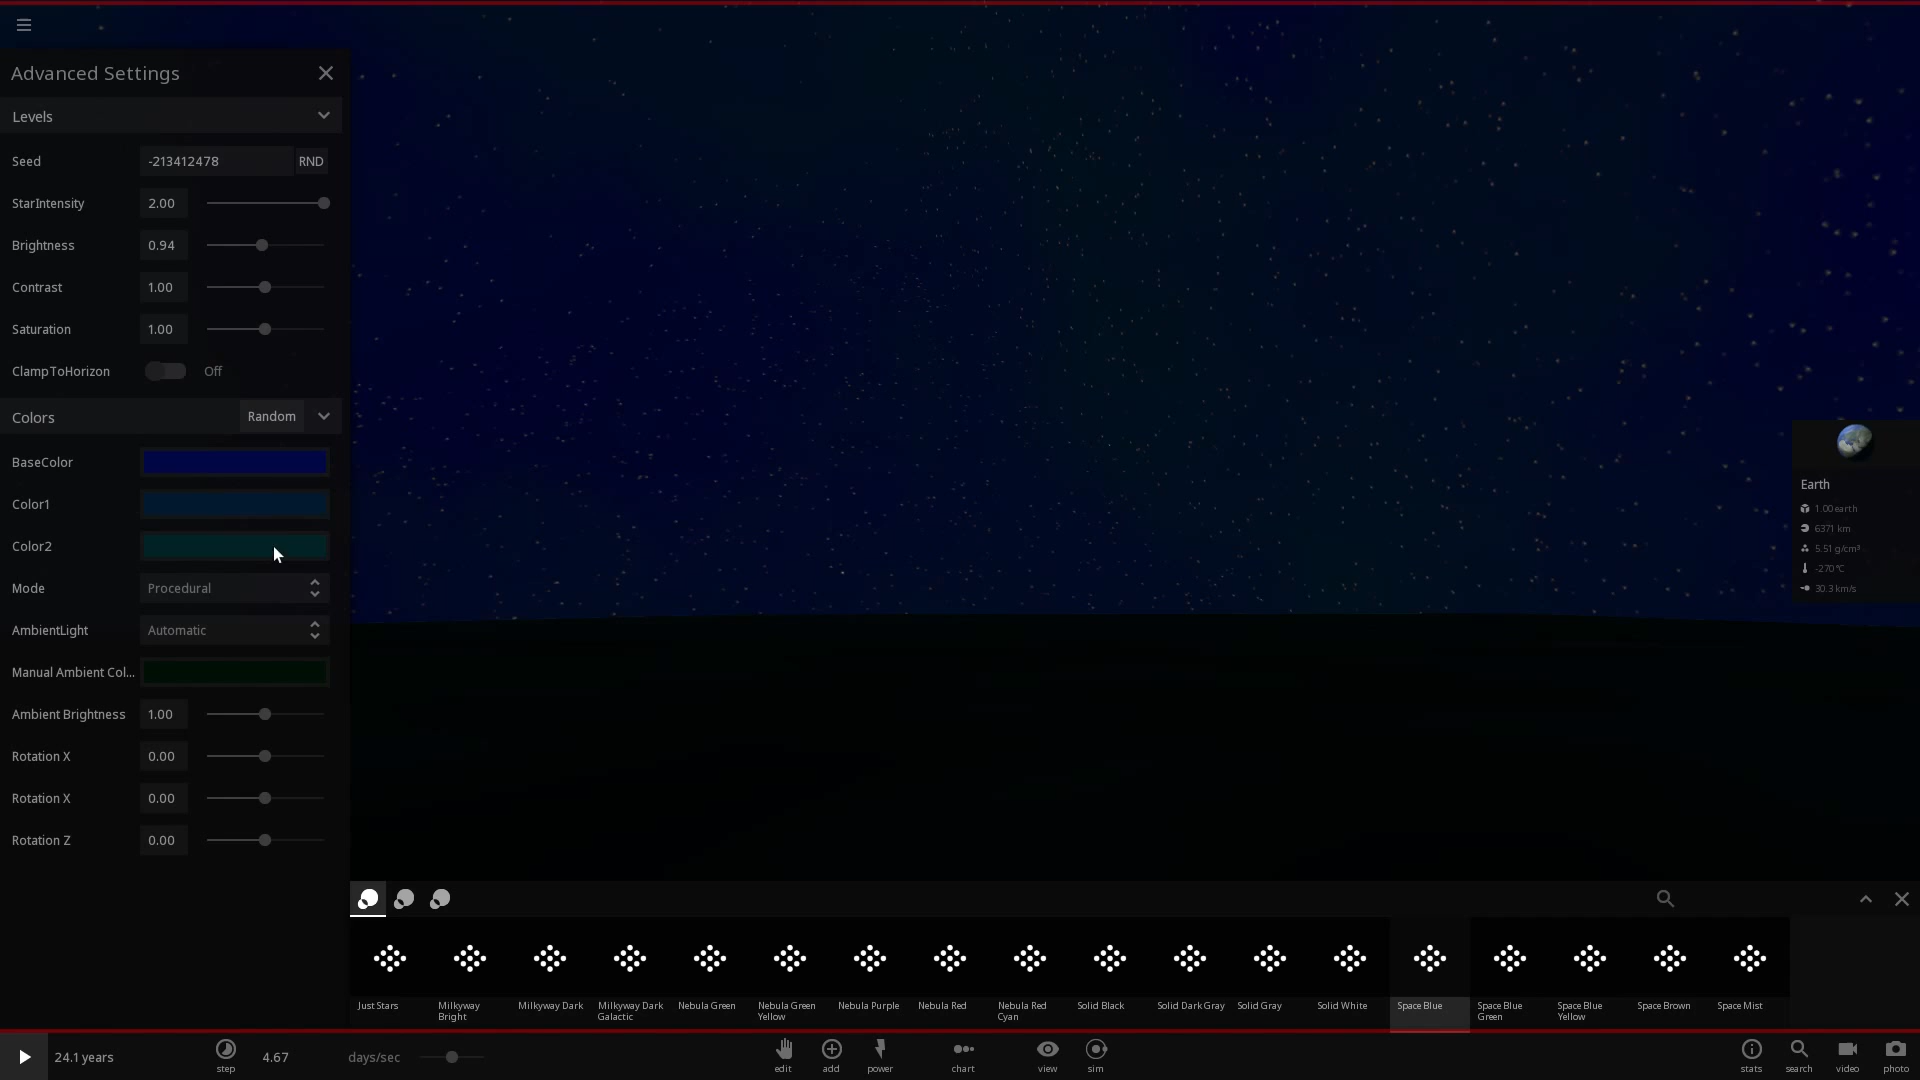 Advanced Settings
Levels
Seed
-213412478
RND
StarIntensity
2.00
Brightness
0.94
Contrast
1.00
Saturation
1.00
ClampToHorizon
Off
Colors
Random
BaseColor
Color1
Color2
Mode
Procedural
AmbientLight
Automatic
Manual Ambient Col...
Ambient Brightness
1.00
Rotation X
0.00
Rotation X
0.00
Rotation Z
0.00
Earth
1.00 earth
6371 km
5.51 g/cm³
-270 °C
30.3 km/s
Just Stars
Milkyway
Bright
Milkyway Dark
Milkyway Dark
Galactic
Nebula Green
Nebula Green
Yellow
Nebula Purple
Nebula Red
Nebula Red
Cyan
Solid Black
Solid Dark Gray
Solid Gray
Solid White
Space Blue
Space Blue
Green
Space Blue
Yellow
Space Brown
Space Mist
24.1 years
step
4.67
days/sec
edit
add
power
chart
view
sim
stats
search
video
photo